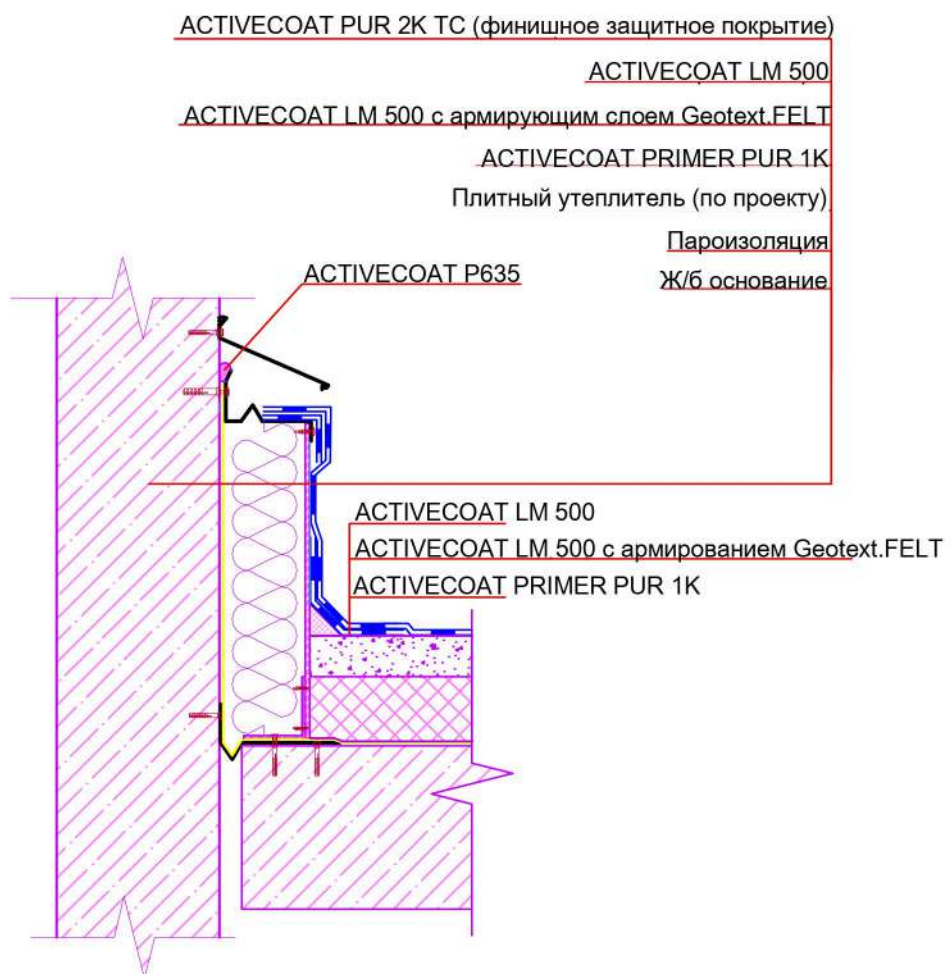 ACTIVECOAT PUR 2K TC (финишное защитное покрытие)
ACTIVECOAT LM 500
ACTIVECOAT LM 500 с армирующим слоем Geotext.FELT
ACTIVECOAT PRIMER PUR 1K
Плитный утеплитель (по проекту)
Пароизоляция
Ж/б основание
ACTIVECOAT P635
ACTIVECOAT LM 500
ACTIVECOAT LM 500 с армированием Geotext.FELT
ACTIVECOAT PRIMER PUR 1K